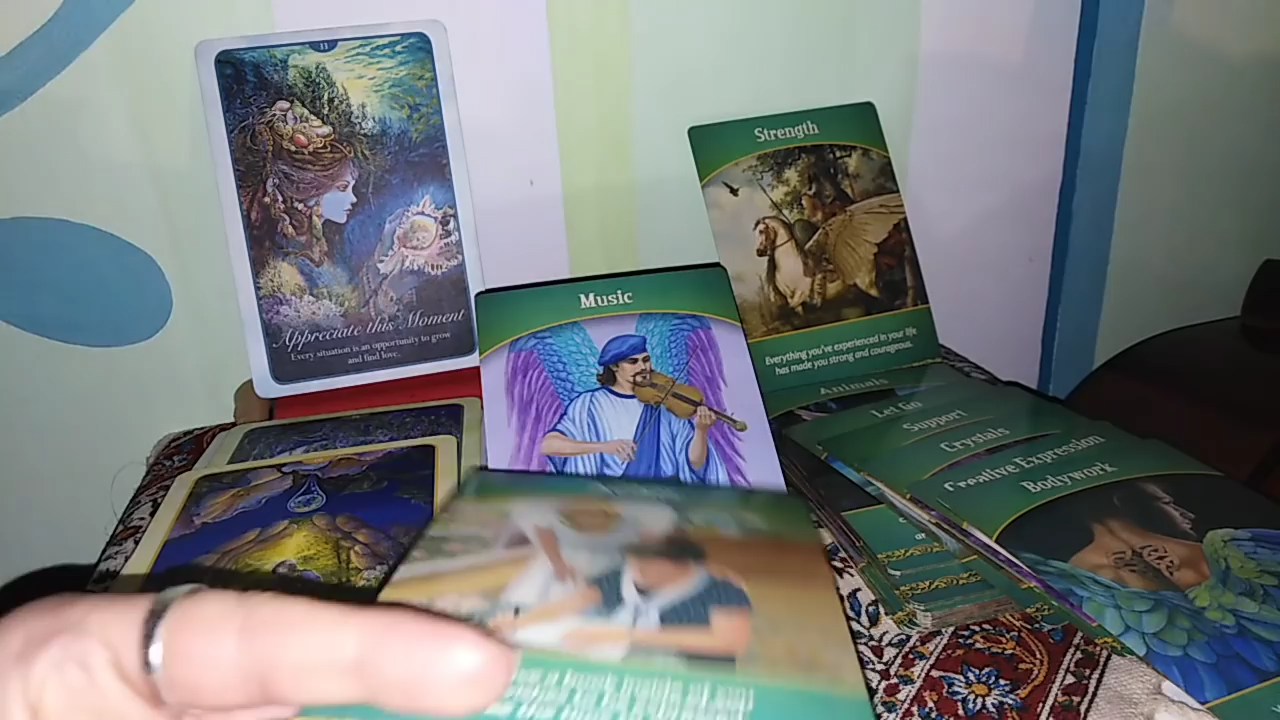 11
Appreciate this Moment
Every situation is an opportunity to grow
and find love.
Strength
Everything you've experienced in your life
has made you strong and courageous.
Music
Animals
Let Go
Support
Crystals
Creative Expression
Bodywork